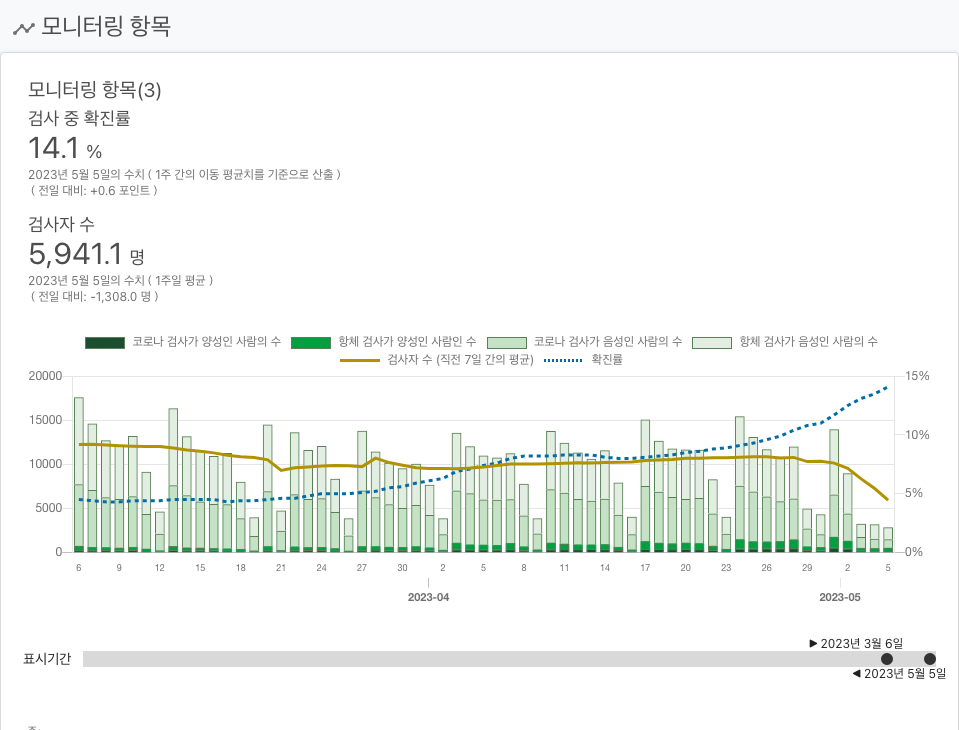 모니터링 항목
모니터링 항목(3)
검사 중 확진률
14.1 %
2023년 5월 5일의 수치 ( 1주 간의 이동 평균치를 기준으로 산출 )
( 전일 대비: +0.6 포인트 )
검사자 수
5,941.1 명
2023년 5월 5일의 수치 ( 1주일 평균 )
( 전일 대비: -1,308.0 명 )
코로나 검사가 양성인 사람의 수 항체 검사가 양성인 사람인 수 코로나 검사가 음성인 사람의 수 항체 검사가 음성인 사람의 수
검사자 수 (직전 7일 간의 평균) 확진률
20000 15%
15000
10%
10000
5%
5000
0 0%
6 9 12 15 18 21 24 27 30 2 5 8 11 14 17 20 23 26 29 2 5
2023-04 2023-05
▶ 2023년 3월 6일
표시기간
◀ 2023년 5월 5일